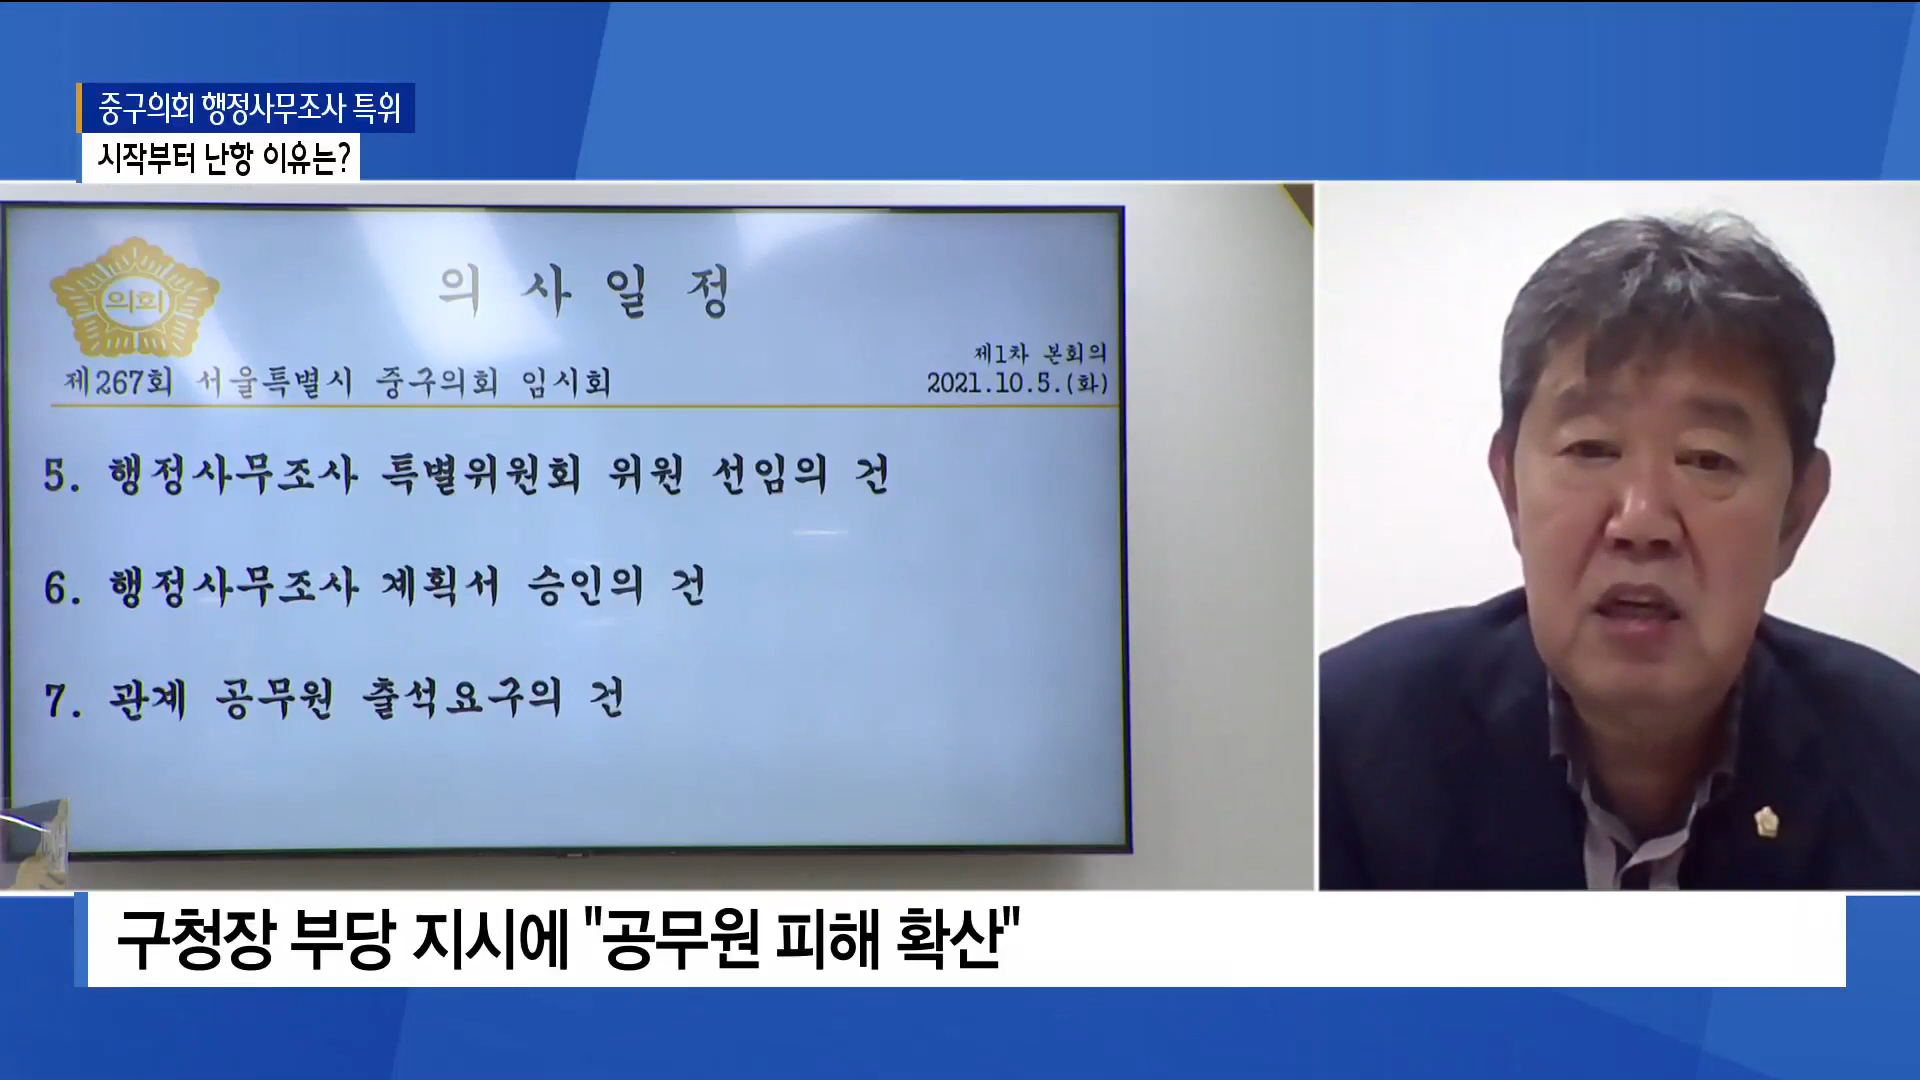 중구의회 행정사무조사 특위
시작부터 난항 이유는?
의회
의 사 일 정
제1차 본회의
제267회 서울특별시 중구의회 임시회
2021.10.5.(화)
5. 행정사무조사 특별위원회 위원 선임의 건
6. 행정사무조사 계획서 승인의 건
7. 관계 공무원 출석요구의 건
구청장 부당 지시에 "공무원 피해 확산"